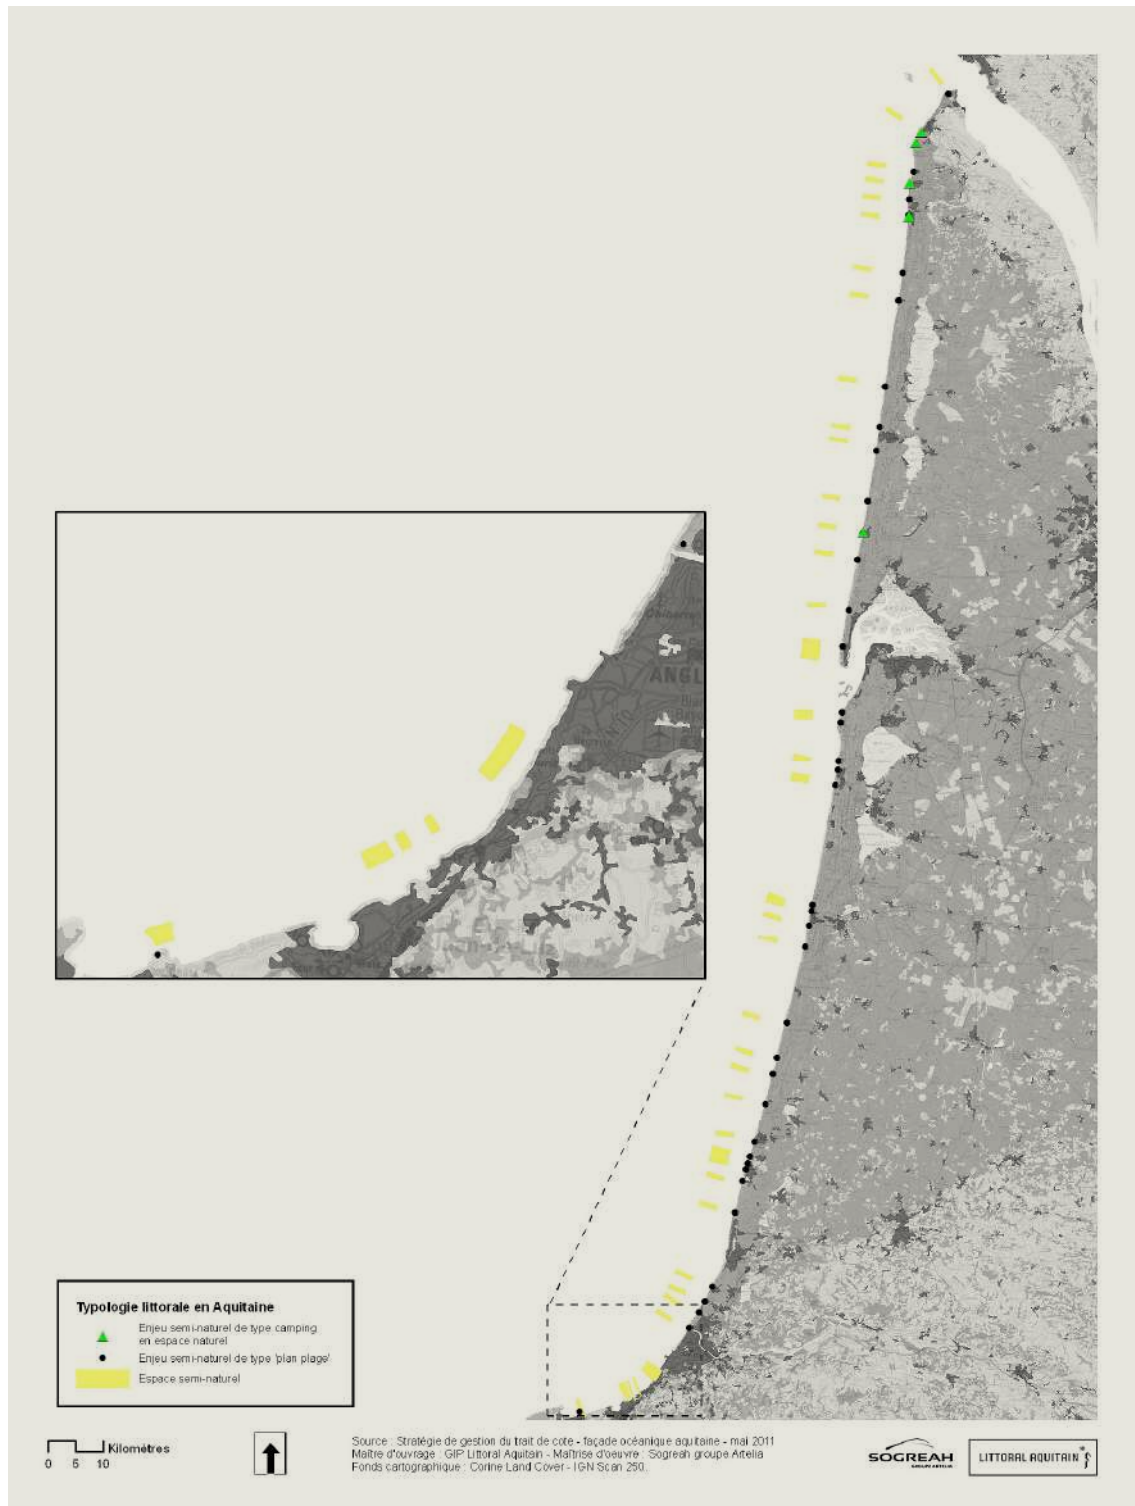 ANGL
Typologie littorale en Aquitaine
Enjeu semi-naturel de type camping
en espace naturel
Enjeu semi-naturel de type 'plan plage'
Espace semi-naturel
Kilomètres
0 5 10
Source : Stratégie de gestion du trait de cote - façade océanique aquitaine - mai 2011
Maître d'ouvrage : GIP Littoral Aquitain - Maîtrise d'oeuvre : Sogreah groupe Artelia
Fonds cartographique : Corine Land Cover - IGN Scan 250.
SOGREAH
GROUPE ARTELIA
LITTORAL AQUITAIN